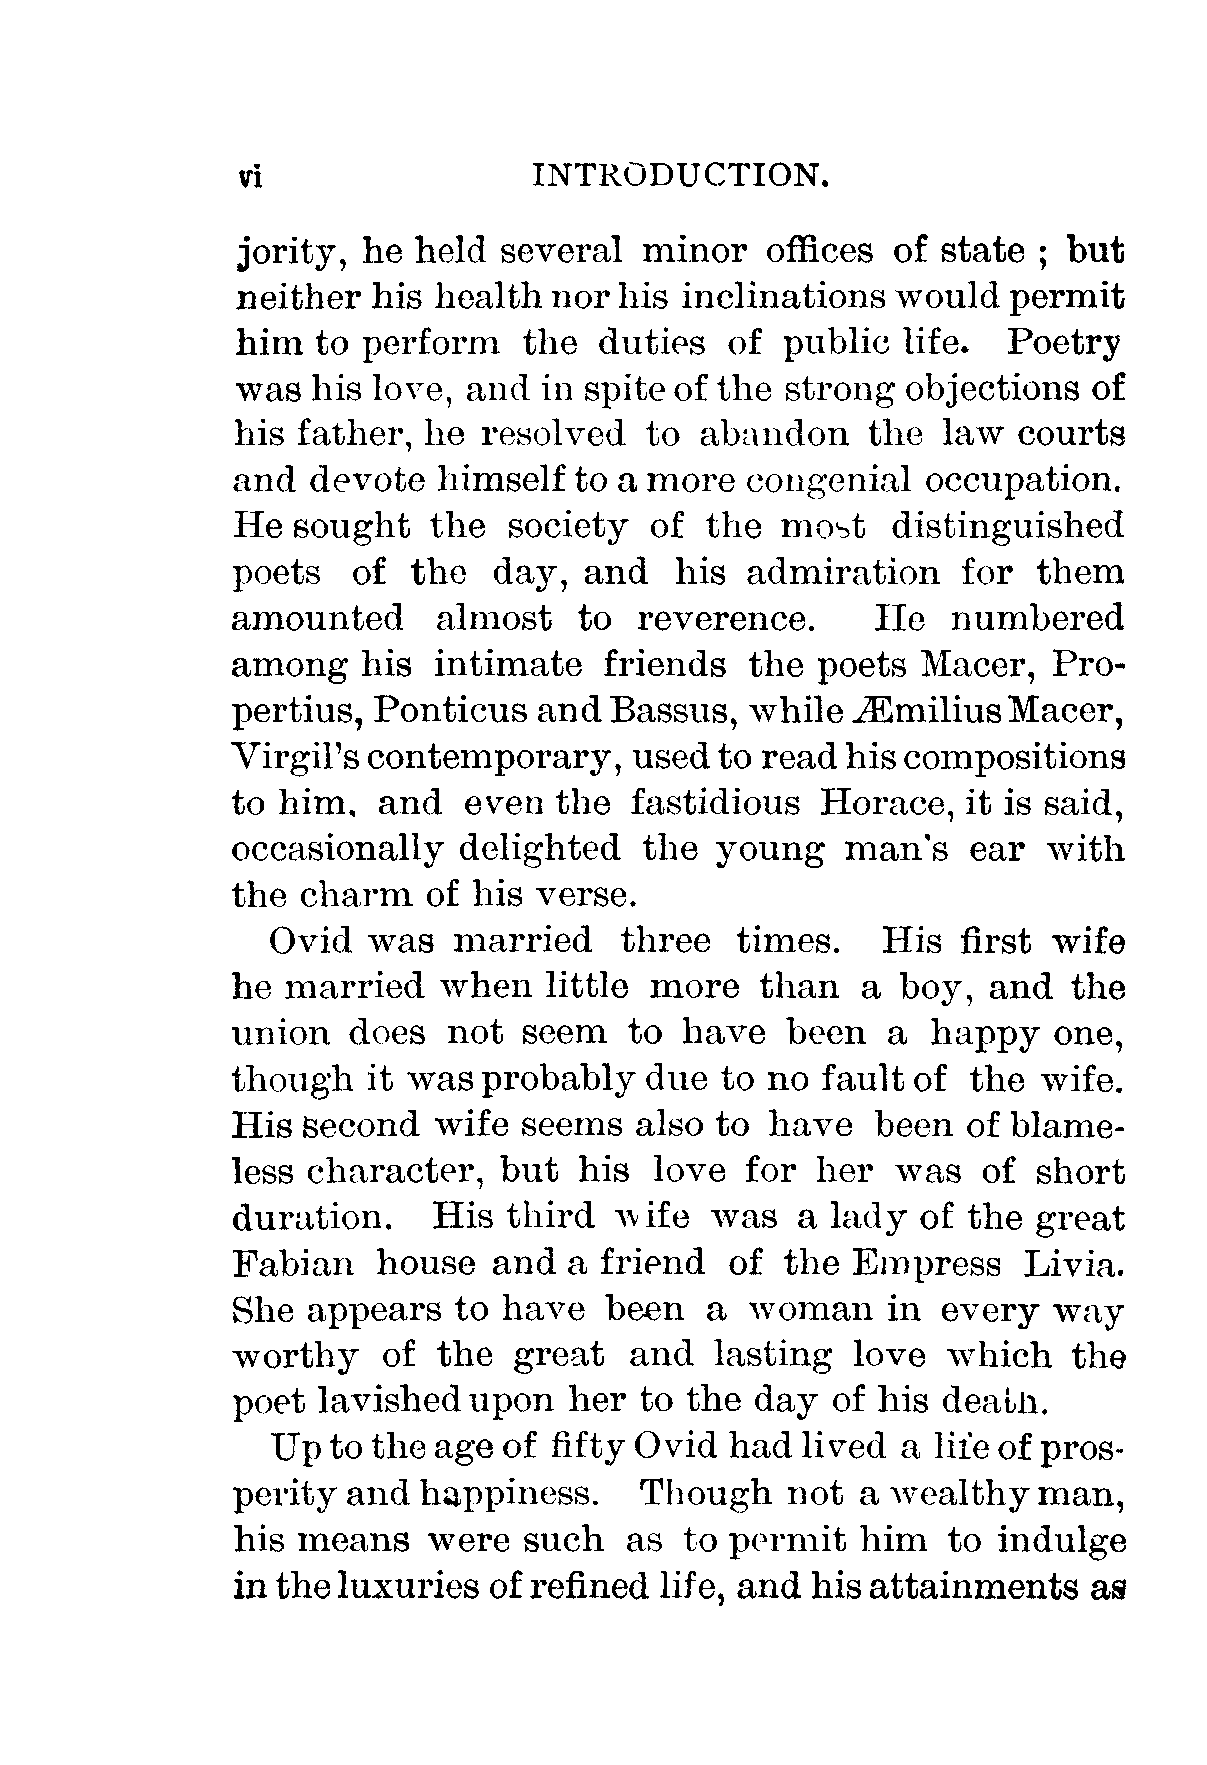 vi INTRODUCTION.
jority, he held several minor offices of state ; but
neither his health nor his inclinations would permit
him to perform the duties of public life. Poetry
was his love, and in spite of the strong objections of
his father, he resolved to abandon the law courts
and devote himself to a more congenial occupation.
He sought the society of the most distinguished
poets of the day, and his admiration for them
amounted almost to reverence. He numbered
among his intimate friends the poets Macer, Pro-
pertius, Ponticus and Bassus, while Æmilius Macer,
Virgil's contemporary, used to read his compositions
to him, and even the fastidious Horace, it is said,
occasionally delighted the young man's ear with
the charm of his verse.
Ovid was married three times. His first wife
he married when little more than a boy, and the
union does not seem to have been a happy one,
though it was probably due to no fault of the wife.
His second wife seems also to have been of blame-
less character, but his love for her was of short
duration. His third wife was a lady of the great
Fabian house and a friend of the Empress Livia.
She appears to have been a woman in every way
worthy of the great and lasting love which the
poet lavished upon her to the day of his death.
Up to the age of fifty Ovid had lived a life of pros-
perity and happiness. Though not a wealthy man,
his means were such as to permit him to indulge
in the luxuries of refined life, and his attainments as